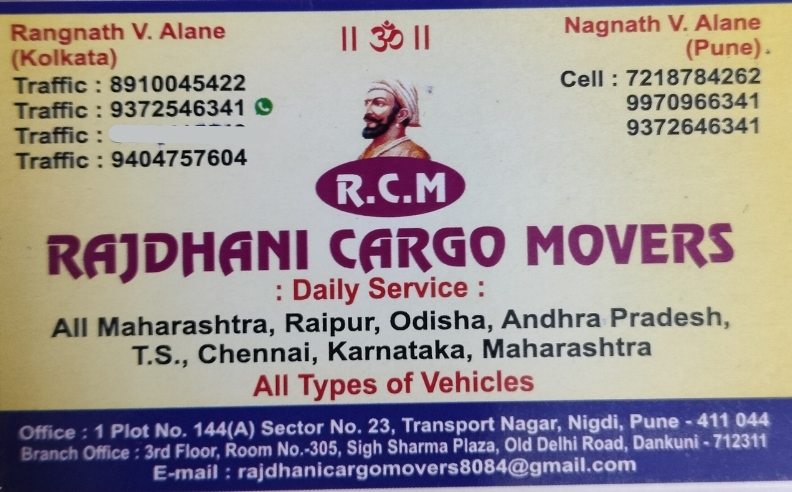 Rangnath V. Alane
(Kolkata)
Traffic : 8910045422
Traffic : 9372546341
Traffic :
Traffic : 9404757604
|| ॐ ||
Nagnath V. Alane
(Pune).
Cell : 7218784262
9970966341
9372646341
R.C.M
RAJDHANI CARGO MOVERS
: Daily Service :
All Maharashtra, Raipur, Odisha, Andhra Pradesh,
T.S., Chennai, Karnataka, Maharashtra
All Types of Vehicles
Office : 1 Plot No. 144(A) Sector No. 23, Transport Nagar, Nigdi, Pune - 411 044
Branch Office : 3rd Floor, Room No.-305, Sigh Sharma Plaza, Old Delhi Road, Dankuni - 712311
E-mail : rajdhanicargomovers8084@gmail.com